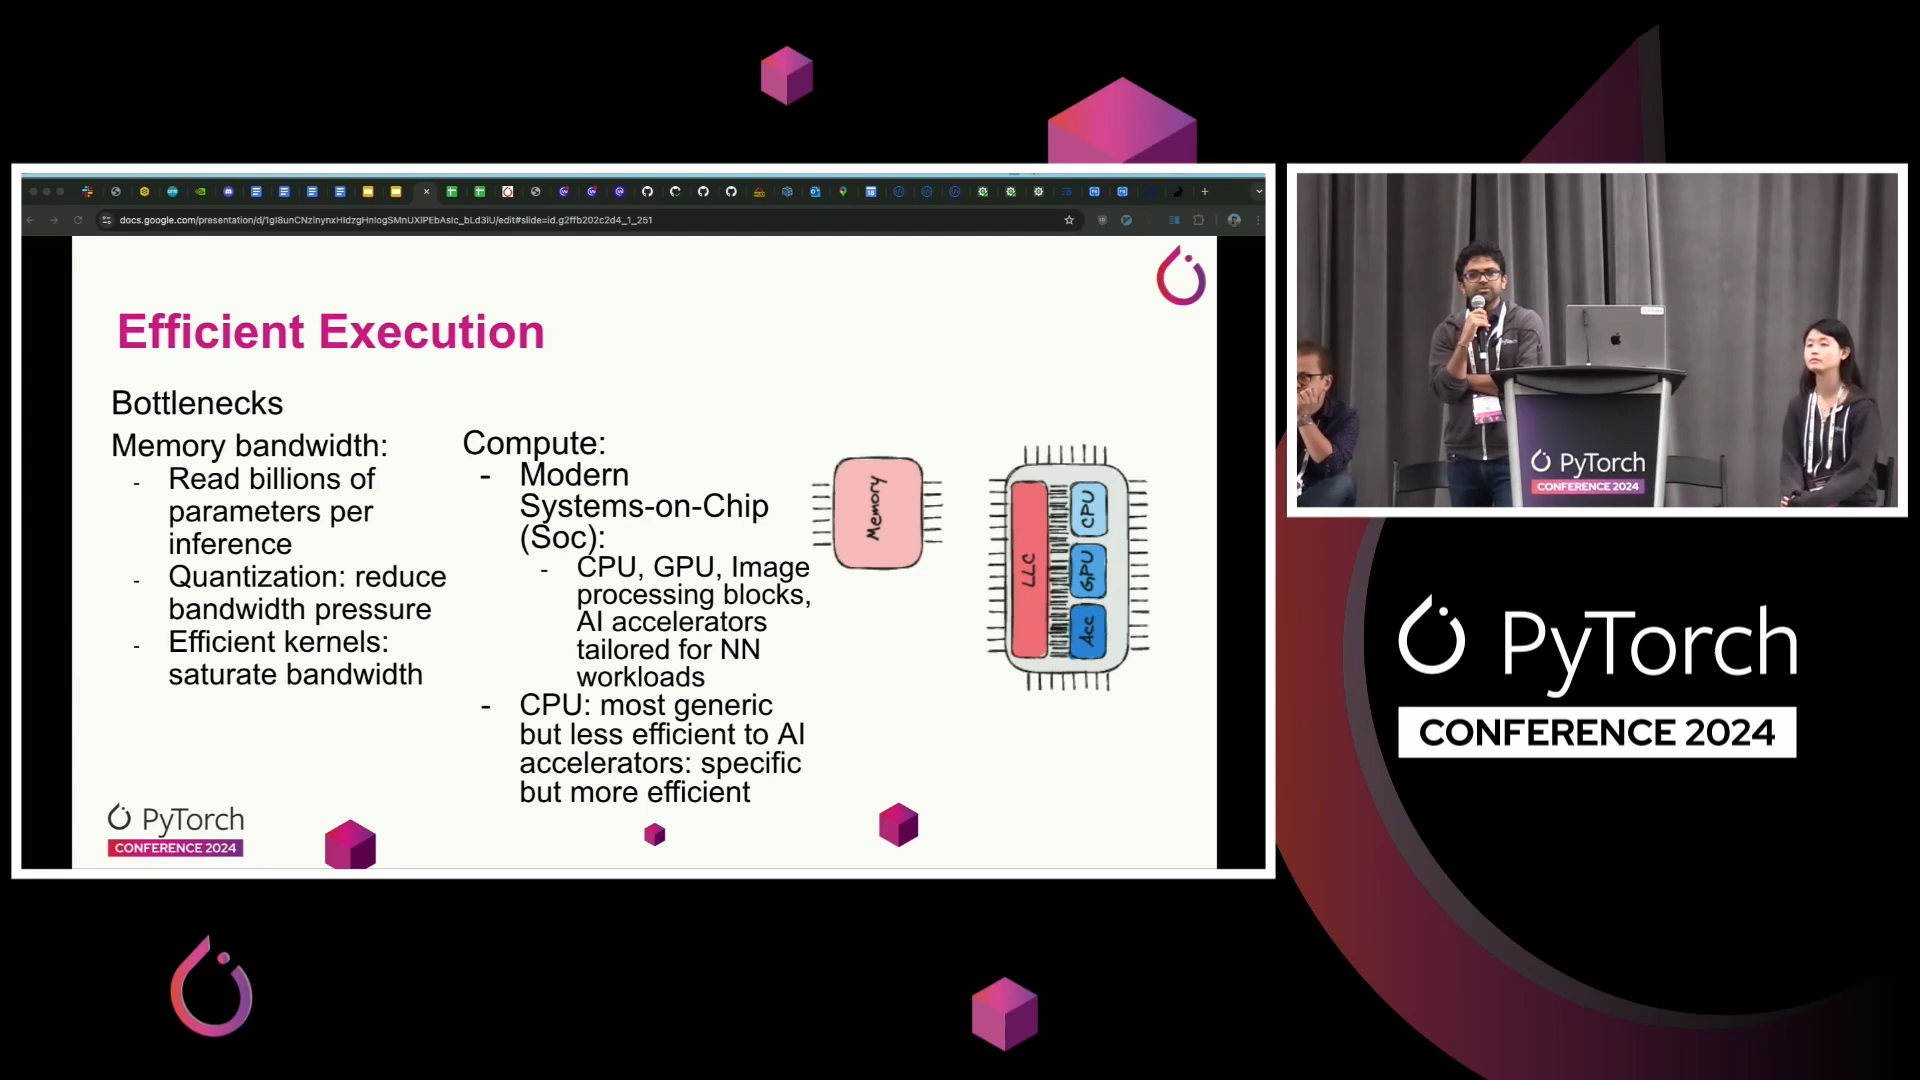 docs.google.com/presentation/d/1gI8unCNzInynxHIdzgHnIogSMnUXIPEbAsIc_bLd3IU/edit#slide=id.g2ffb202c2d4_1_251
Efficient Execution
Bottlenecks
Memory bandwidth:
- Read billions of
parameters per
inference
- Quantization: reduce
bandwidth pressure
- Efficient kernels:
saturate bandwidth
Compute:
- Modern
Systems-on-Chip
(Soc):
- CPU, GPU, Image
processing blocks,
AI accelerators
tailored for NN
workloads
- CPU: most generic
but less efficient to AI
accelerators: specific
but more efficient
Memory
LLC
CPU
GPU
Acc
PyTorch
CONFERENCE 2024
PyTorch
CONFERENCE 2024
PyTorch
CONFERENCE 2024